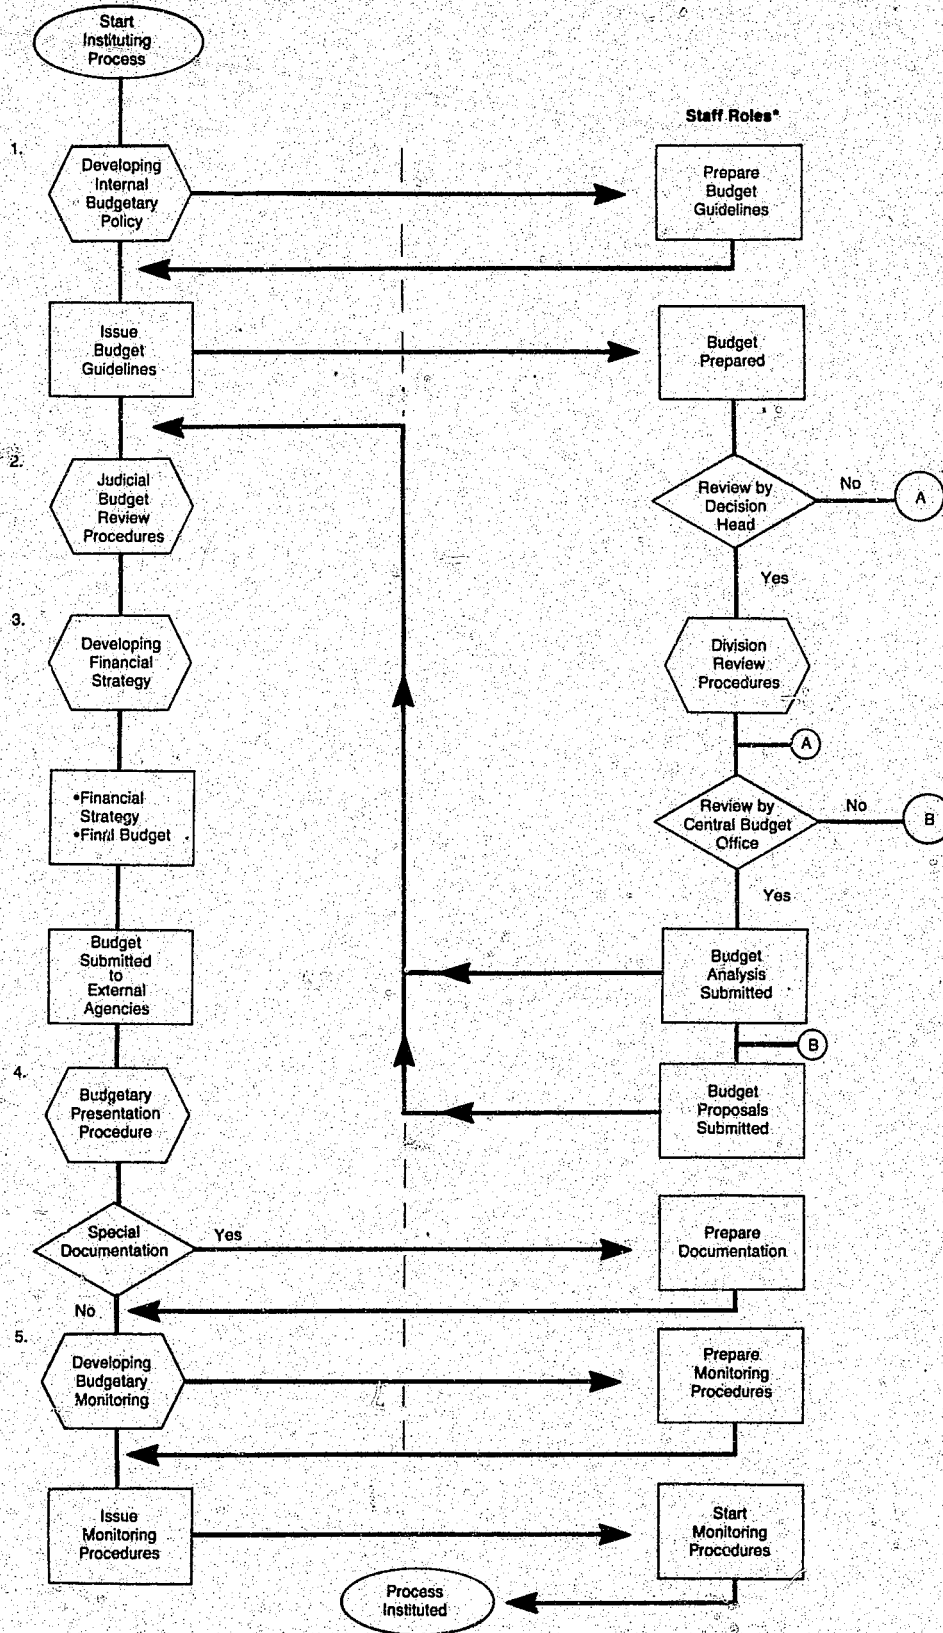 Start
Instituting
Process
Staff Roles*
1.
Developing
Internal
Budgetary
Policy
Prepare
Budget
Guidelines
Issue
Budget
Guidelines
Budget
Prepared
2.
Judicial
Budget
Review
Procedures
Review by
Decision
Head
No
A
Yes
3.
Developing
Financial
Strategy
Division
Review
Procedures
A
•Financial
Strategy
•Final Budget
Review by
Central Budget
Office
No
B
Yes
Budget
Submitted
to
External
Agencies
Budget
Analysis
Submitted
B
4.
Budgetary
Presentation
Procedure
Budget
Proposals
Submitted
Special
Documentation
Yes
Prepare
Documentation
No
5.
Developing
Budgetary
Monitoring
Prepare
Monitoring
Procedures
Issue
Monitoring
Procedures
Start
Monitoring
Procedures
Process
Instituted